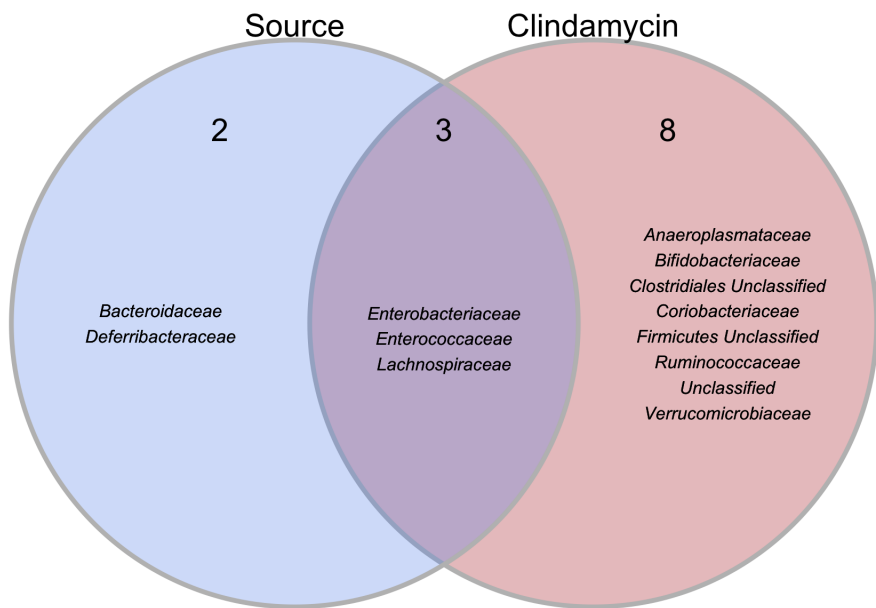 Source
Clindamycin
2
3
8
Bacteroidaceae
Deferribacteraceae
Enterobacteriaceae
Enterococcaceae
Lachnospiraceae
Anaeroplasmataceae
Bifidobacteriaceae
Clostridiales Unclassified
Coriobacteriaceae
Firmicutes Unclassified
Ruminococcaceae
Unclassified
Verrucomicrobiaceae